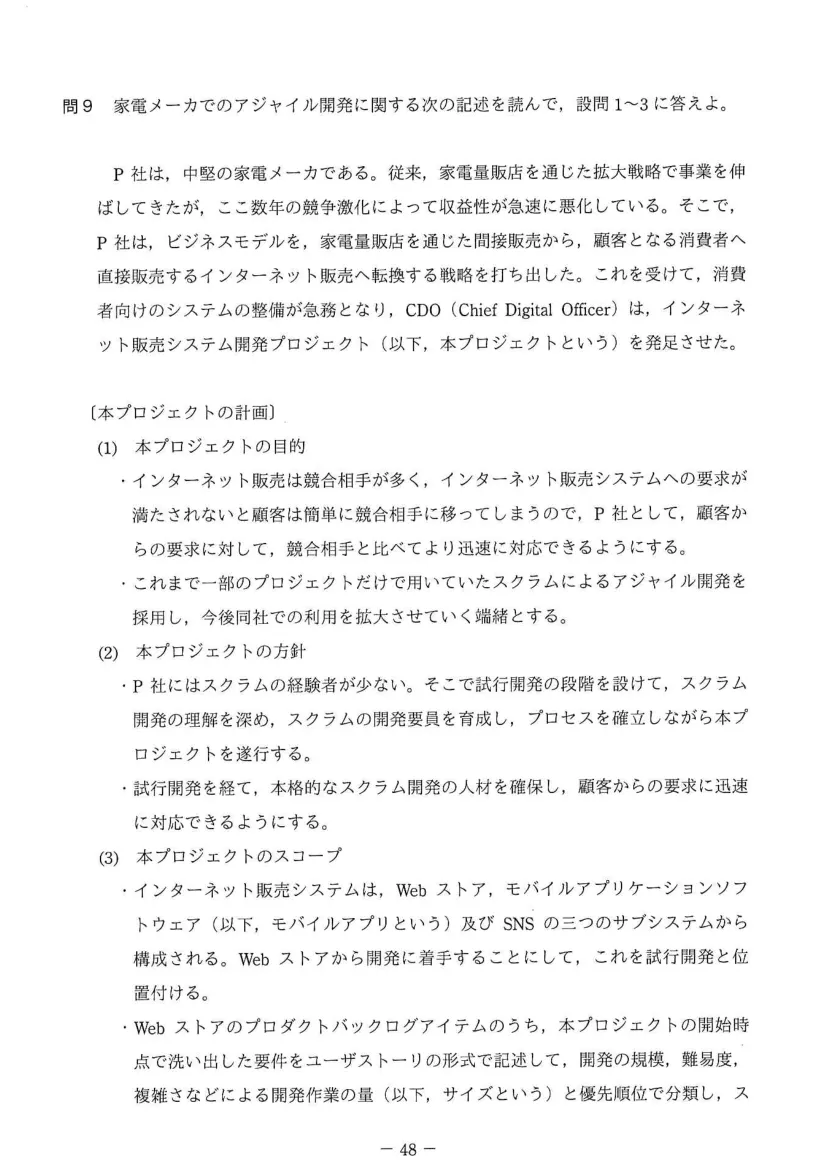 問9 家電メーカでのアジャイル開発に関する次の記述を読んで，設問1～3に答えよ。
P 社は，中堅の家電メーカである。従来，家電量販店を通じた拡大戦略で事業を伸
ばしてきたが，ここ数年の競争激化によって収益性が急速に悪化している。そこで，
P 社は，ビジネスモデルを，家電量販店を通じた間接販売から，顧客となる消費者へ
直接販売するインターネット販売へ転換する戦略を打ち出した。これを受けて，消費
者向けのシステムの整備が急務となり，CDO（Chief Digital Officer）は，インターネ
ット販売システム開発プロジェクト（以下，本プロジェクトという）を発足させた。
〔本プロジェクトの計画〕
(1) 本プロジェクトの目的
・インターネット販売は競合相手が多く，インターネット販売システムへの要求が
満たされないと顧客は簡単に競合相手に移ってしまうので，P 社として，顧客か
らの要求に対して，競合相手と比べてより迅速に対応できるようにする。
・これまで一部のプロジェクトだけで用いていたスクラムによるアジャイル開発を
採用し，今後同社での利用を拡大させていく端緒とする。
(2) 本プロジェクトの方針
・P 社にはスクラムの経験者が少ない。そこで試行開発の段階を設けて，スクラム
開発の理解を深め，スクラムの開発要員を育成し，プロセスを確立しながら本プ
ロジェクトを遂行する。
・試行開発を経て，本格的なスクラム開発の人材を確保し，顧客からの要求に迅速
に対応できるようにする。
(3) 本プロジェクトのスコープ
・インターネット販売システムは，Web ストア，モバイルアプリケーションソフ
トウェア（以下，モバイルアプリという）及び SNS の三つのサブシステムから
構成される。Web ストアから開発に着手することにして，これを試行開発と位
置付ける。
・Web ストアのプロダクトバックログアイテムのうち，本プロジェクトの開始時
点で洗い出した要件をユーザストーリの形式で記述して，開発の規模，難易度，
複雑さなどによる開発作業の量（以下，サイズという）と優先順位で分類し，ス
－ 48 －